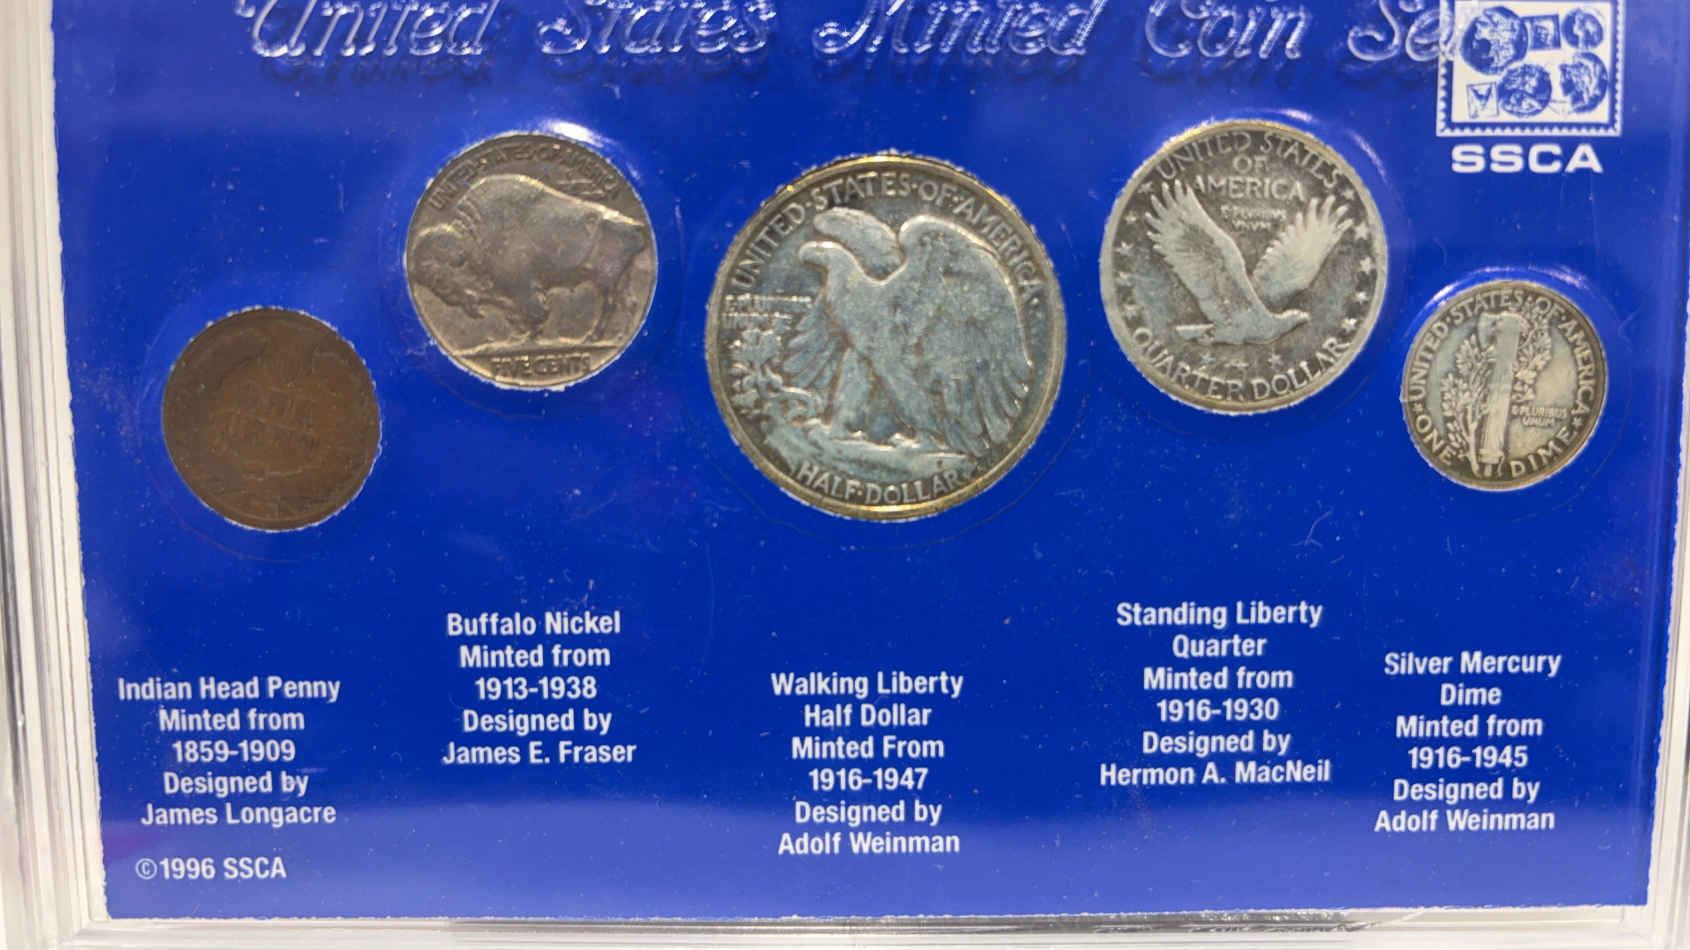 United States Minted Coin Set
SSCA
UNITED STATES OF AMERICA
FIVE CENTS
UNITED·STATES·OF·AMERICA·
HALF·DOLLAR
UNITED STATES
OF
AMERICA
E·PLURIBUS
UNUM
QUARTER DOLLAR
UNITED·STATES·OF·AMERICA
E·PLURIBUS
UNUM
ONE DIME
Indian Head Penny
Minted from
1859-1909
Designed by
James Longacre
Buffalo Nickel
Minted from
1913-1938
Designed by
James E. Fraser
Walking Liberty
Half Dollar
Minted From
1916-1947
Designed by
Adolf Weinman
Standing Liberty
Quarter
Minted from
1916-1930
Designed by
Hermon A. MacNeil
Silver Mercury
Dime
Minted from
1916-1945
Designed by
Adolf Weinman
©1996 SSCA